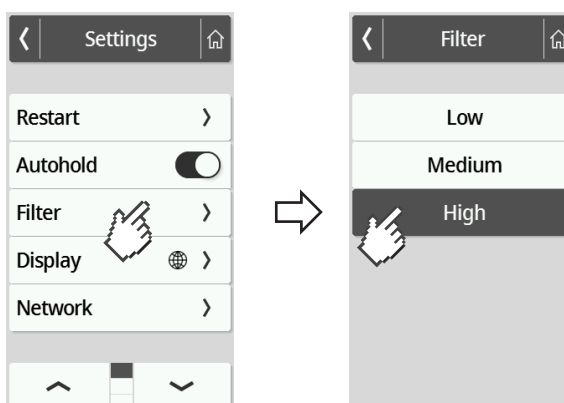 Settings
Restart
Autohold
Filter
Display
Network
Filter
Low
Medium
High